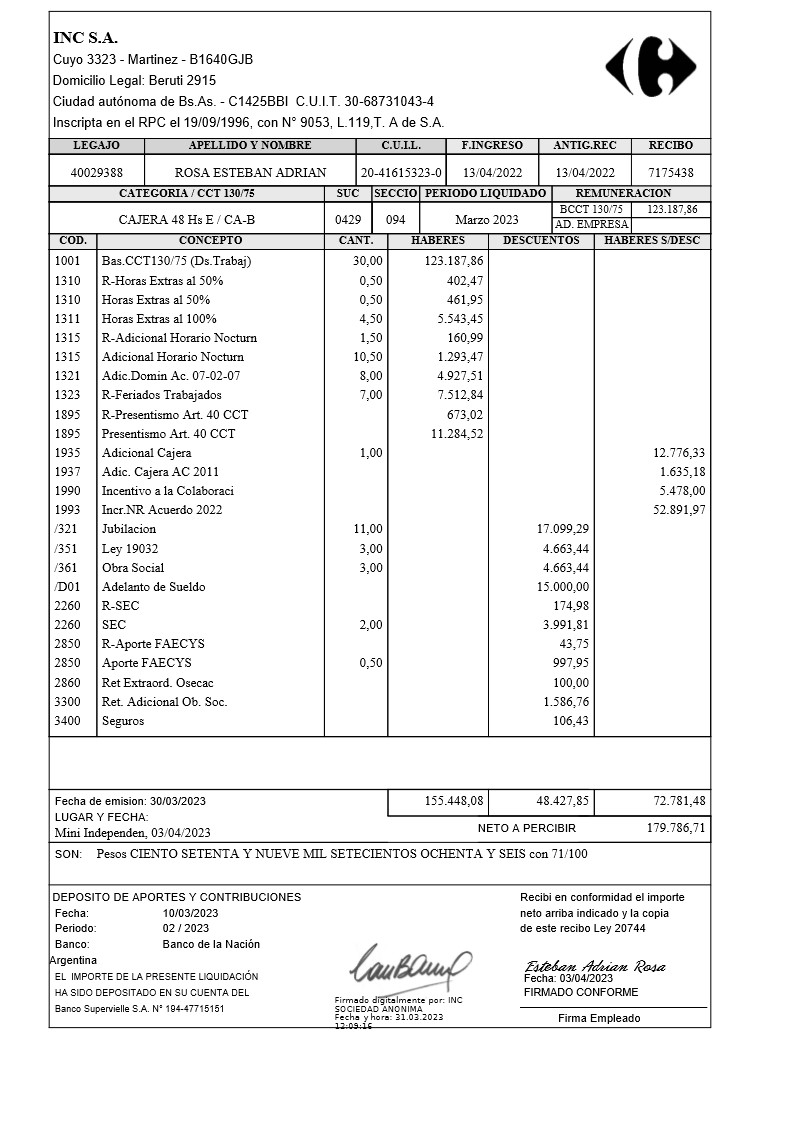 INC S.A.
Cuyo 3323 - Martinez - B1640GJB
Domicilio Legal: Beruti 2915
Ciudad autónoma de Bs.As. - C1425BBI C.U.I.T. 30-68731043-4
Inscripta en el RPC el 19/09/1996, con N° 9053, L.119,T. A de S.A.
LEGAJO APELLIDO Y NOMBRE C.U.I.L. F.INGRESO ANTIG.REC RECIBO
40029388 ROSA ESTEBAN ADRIAN 20-41615323-0 13/04/2022 13/04/2022 7175438
CATEGORIA / CCT 130/75 SUC SECCIO PERIODO LIQUIDADO REMUNERACION
CAJERA 48 Hs E / CA-B 0429 094 Marzo 2023 BCCT 130/75 123.187,86
AD. EMPRESA
COD. CONCEPTO CANT. HABERES DESCUENTOS HABERES S/DESC
1001 Bas.CCT130/75 (Ds.Trabaj) 30,00 123.187,86
1310 R-Horas Extras al 50% 0,50 402,47
1310 Horas Extras al 50% 0,50 461,95
1311 Horas Extras al 100% 4,50 5.543,45
1315 R-Adicional Horario Nocturn 1,50 160,99
1315 Adicional Horario Nocturn 10,50 1.293,47
1321 Adic.Domin Ac. 07-02-07 8,00 4.927,51
1323 R-Feriados Trabajados 7,00 7.512,84
1895 R-Presentismo Art. 40 CCT 673,02
1895 Presentismo Art. 40 CCT 11.284,52
1935 Adicional Cajera 1,00 12.776,33
1937 Adic. Cajera AC 2011 1.635,18
1990 Incentivo a la Colaboraci 5.478,00
1993 Incr.NR Acuerdo 2022 52.891,97
/321 Jubilacion 11,00 17.099,29
/351 Ley 19032 3,00 4.663,44
/361 Obra Social 3,00 4.663,44
/D01 Adelanto de Sueldo 15.000,00
2260 R-SEC 174,98
2260 SEC 2,00 3.991,81
2850 R-Aporte FAECYS 43,75
2850 Aporte FAECYS 0,50 997,95
2860 Ret Extraord. Osecac 100,00
3300 Ret. Adicional Ob. Soc. 1.586,76
3400 Seguros 106,43
Fecha de emision: 30/03/2023 155.448,08 48.427,85 72.781,48
LUGAR Y FECHA:
Mini Independen, 03/04/2023 NETO A PERCIBIR 179.786,71
SON: Pesos CIENTO SETENTA Y NUEVE MIL SETECIENTOS OCHENTA Y SEIS con 71/100
DEPOSITO DE APORTES Y CONTRIBUCIONES
Fecha: 10/03/2023
Periodo: 02 / 2023
Banco: Banco de la Nación
Argentina
EL IMPORTE DE LA PRESENTE LIQUIDACIÓN
HA SIDO DEPOSITADO EN SU CUENTA DEL
Banco Supervielle S.A. N° 194-47715151
Firmado digitalmente por: INC
SOCIEDAD ANONIMA
Fecha y hora: 31.03.2023
12:09:16
Recibi en conformidad el importe
neto arriba indicado y la copia
de este recibo Ley 20744
Esteban Adrian Rosa
Fecha: 03/04/2023
FIRMADO CONFORME
Firma Empleado